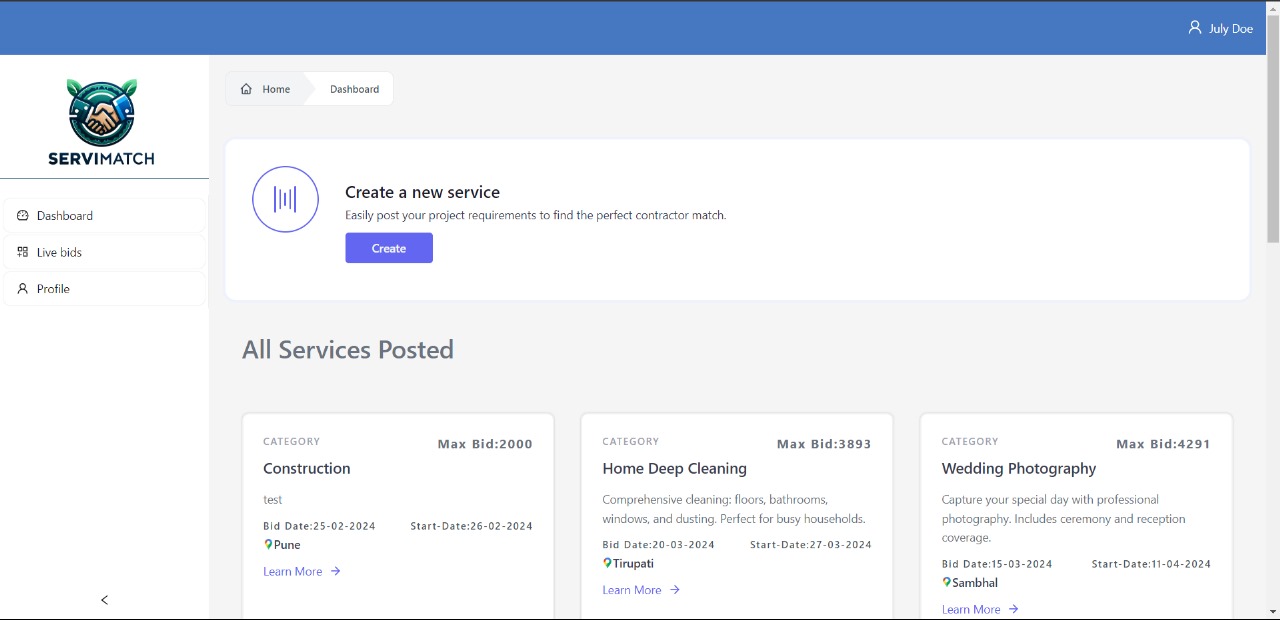 July Doe
SERVIMATCH
Home Dashboard
Create a new service
Easily post your project requirements to find the perfect contractor match.
Create
Dashboard
Live bids
Profile
All Services Posted
CATEGORY Max Bid:2000
Construction
test
Bid Date:25-02-2024 Start-Date:26-02-2024
Pune
Learn More
CATEGORY Max Bid:3893
Home Deep Cleaning
Comprehensive cleaning: floors, bathrooms,
windows, and dusting. Perfect for busy households.
Bid Date:20-03-2024 Start-Date:27-03-2024
Tirupati
Learn More
CATEGORY Max Bid:4291
Wedding Photography
Capture your special day with professional
photography. Includes ceremony and reception
coverage.
Bid Date:15-03-2024 Start-Date:11-04-2024
Sambhal
Learn More